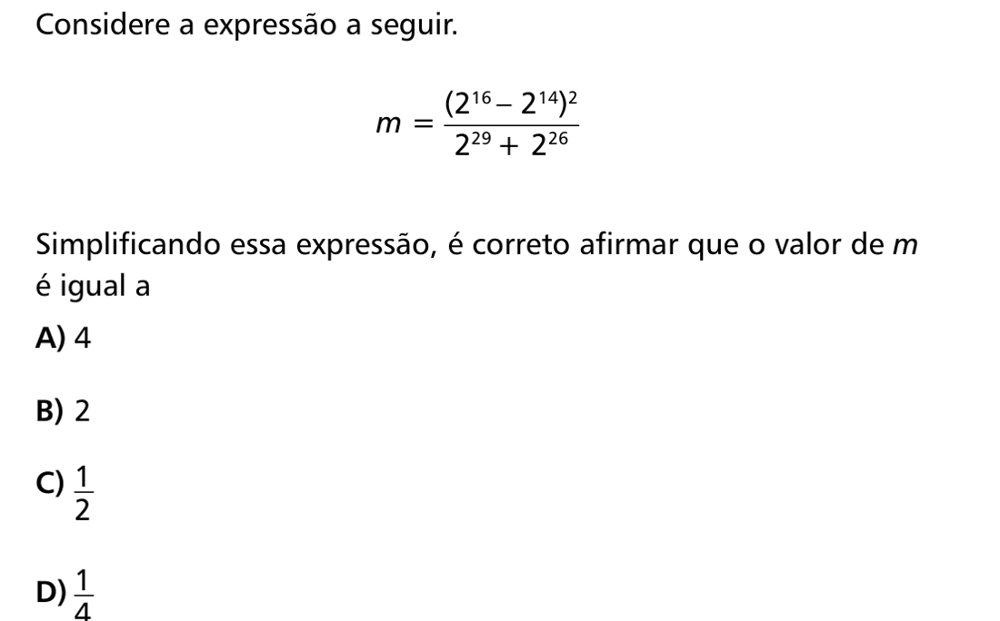 Considere a expressão a seguir.
m = (2¹⁶ – 2¹⁴)² / 2²⁹ + 2²⁶
Simplificando essa expressão, é correto afirmar que o valor de m
é igual a
A) 4
B) 2
C) 1/2
D) 1/4